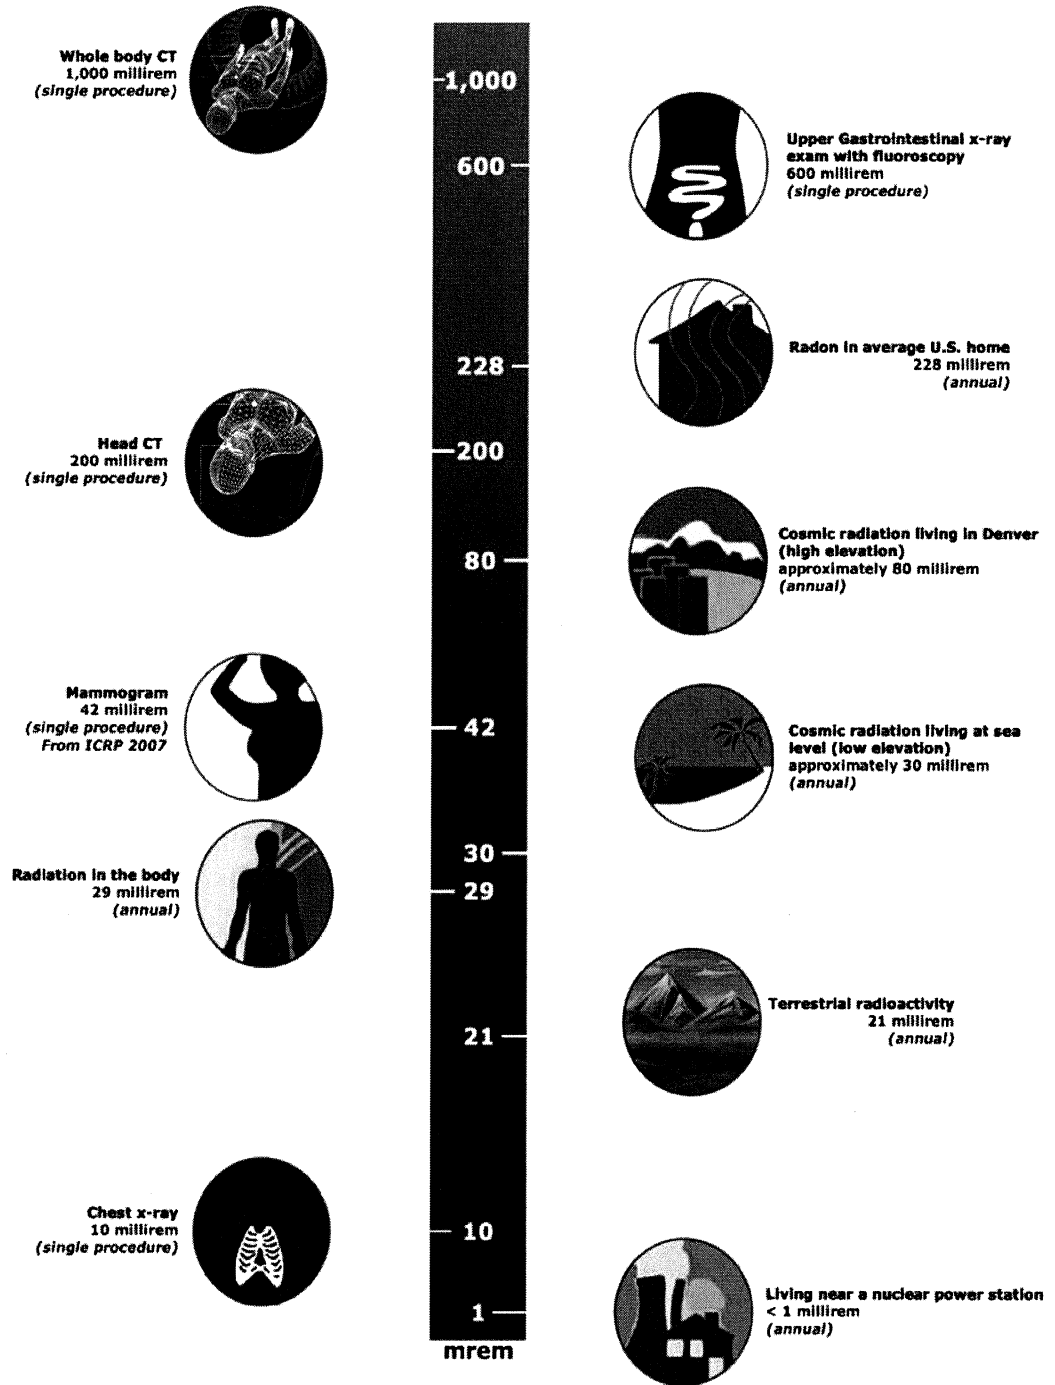 Whole body CT
1,000 millirem
(single procedure)
1,000
Upper Gastrointestinal x-ray
exam with fluoroscopy
600 millirem
(single procedure)
600
Radon in average U.S. home
228 millirem
(annual)
228
Head CT
200 millirem
(single procedure)
200
Cosmic radiation living in Denver
(high elevation)
approximately 80 millirem
(annual)
80
Mammogram
42 millirem
(single procedure)
From ICRP 2007
42
Cosmic radiation living at sea
level (low elevation)
approximately 30 millirem
(annual)
30
Radiation in the body
29 millirem
(annual)
29
Terrestrial radioactivity
21 millirem
(annual)
21
Chest x-ray
10 millirem
(single procedure)
10
Living near a nuclear power station
< 1 millirem
(annual)
1
mrem